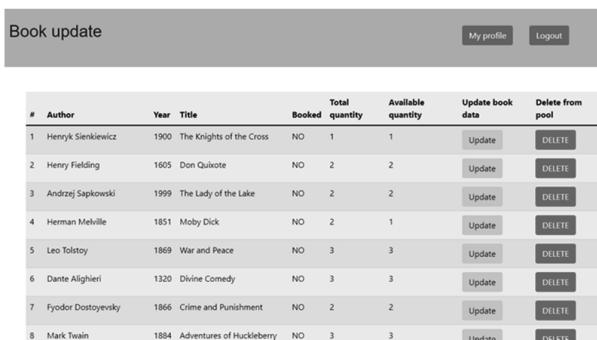 Book update
My profile Logout
# Author Year Title Booked Total quantity Available quantity Update book data Delete from pool
1 Henryk Sienkiewicz 1900 The Knights of the Cross NO 1 1 Update DELETE
2 Henry Fielding 1605 Don Quixote NO 2 2 Update DELETE
3 Andrzej Sapkowski 1999 The Lady of the Lake NO 2 2 Update DELETE
4 Herman Melville 1851 Moby Dick NO 2 1 Update DELETE
5 Leo Tolstoy 1869 War and Peace NO 3 3 Update DELETE
6 Dante Alighieri 1320 Divine Comedy NO 3 3 Update DELETE
7 Fyodor Dostoyevsky 1866 Crime and Punishment NO 2 2 Update DELETE
8 Mark Twain 1884 Adventures of Huckleberry NO 3 3 Update DELETE